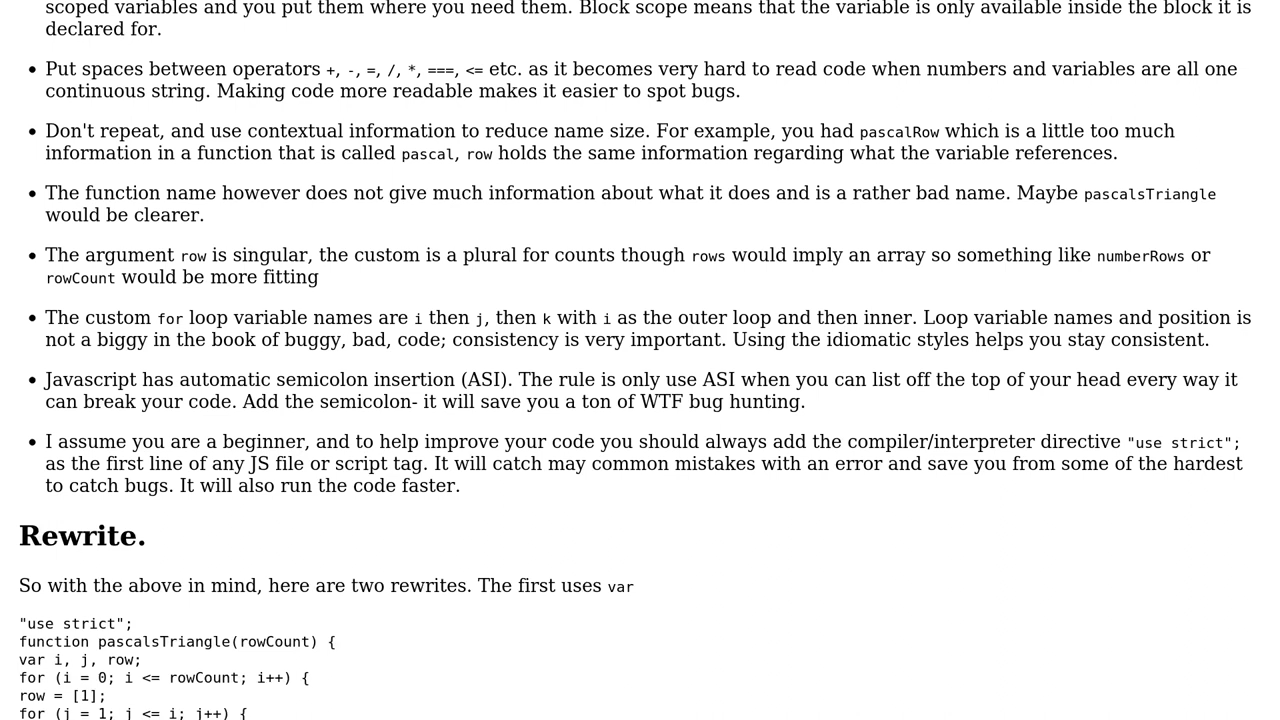 scoped variables and you put them where you need them. Block scope means that the variable is only available inside the block it is
declared for.
• Put spaces between operators +, -, =, /, *, ===, <= etc. as it becomes very hard to read code when numbers and variables are all one
continuous string. Making code more readable makes it easier to spot bugs.
• Don't repeat, and use contextual information to reduce name size. For example, you had pascalRow which is a little too much
information in a function that is called pascal, row holds the same information regarding what the variable references.
• The function name however does not give much information about what it does and is a rather bad name. Maybe pascalsTriangle
would be clearer.
• The argument row is singular, the custom is a plural for counts though rows would imply an array so something like numberRows or
rowCount would be more fitting
• The custom for loop variable names are i then j, then k with i as the outer loop and then inner. Loop variable names and position is
not a biggy in the book of buggy, bad, code; consistency is very important. Using the idiomatic styles helps you stay consistent.
• Javascript has automatic semicolon insertion (ASI). The rule is only use ASI when you can list off the top of your head every way it
can break your code. Add the semicolon- it will save you a ton of WTF bug hunting.
• I assume you are a beginner, and to help improve your code you should always add the compiler/interpreter directive "use strict";
as the first line of any JS file or script tag. It will catch may common mistakes with an error and save you from some of the hardest
to catch bugs. It will also run the code faster.
Rewrite.
So with the above in mind, here are two rewrites. The first uses var
"use strict";
function pascalsTriangle(rowCount) {
var i, j, row;
for (i = 0; i <= rowCount; i++) {
row = [1];
for (j = 1; j <= i; j++) {